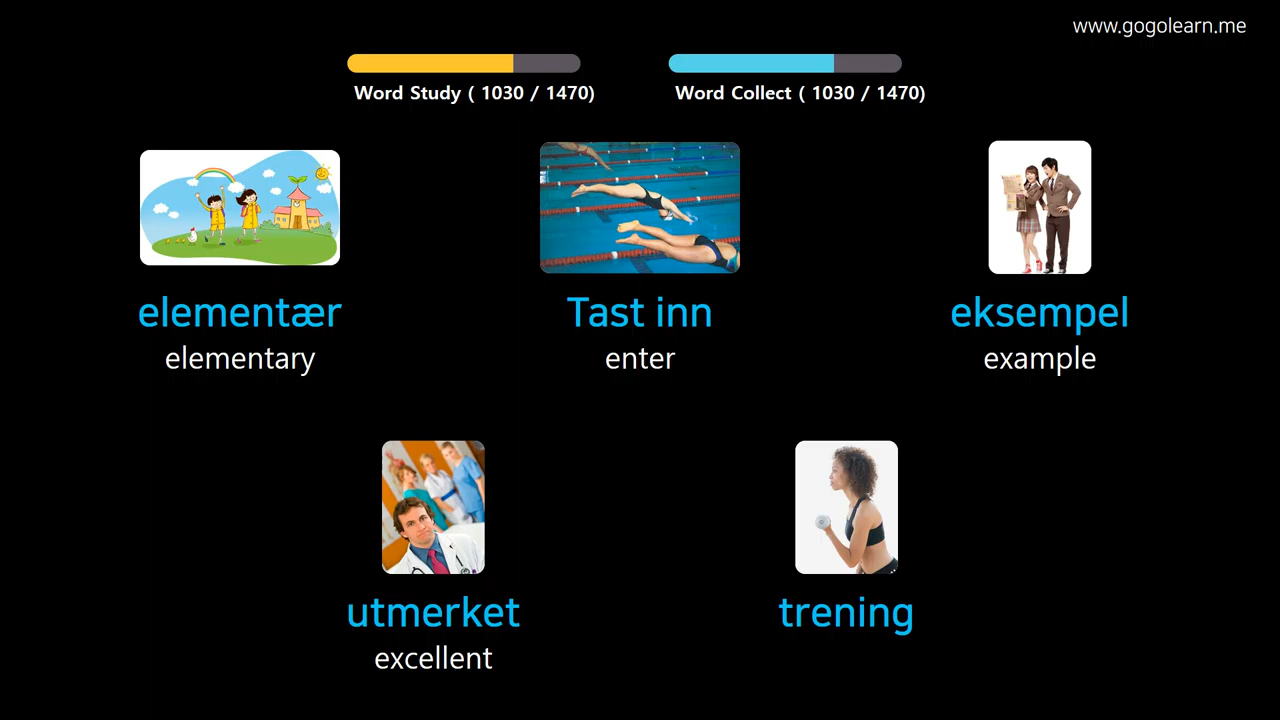 www.gogolearn.me
Word Study ( 1030 / 1470)
Word Collect ( 1030 / 1470)
elementær
elementary
Tast inn
enter
eksempel
example
utmerket
excellent
trening